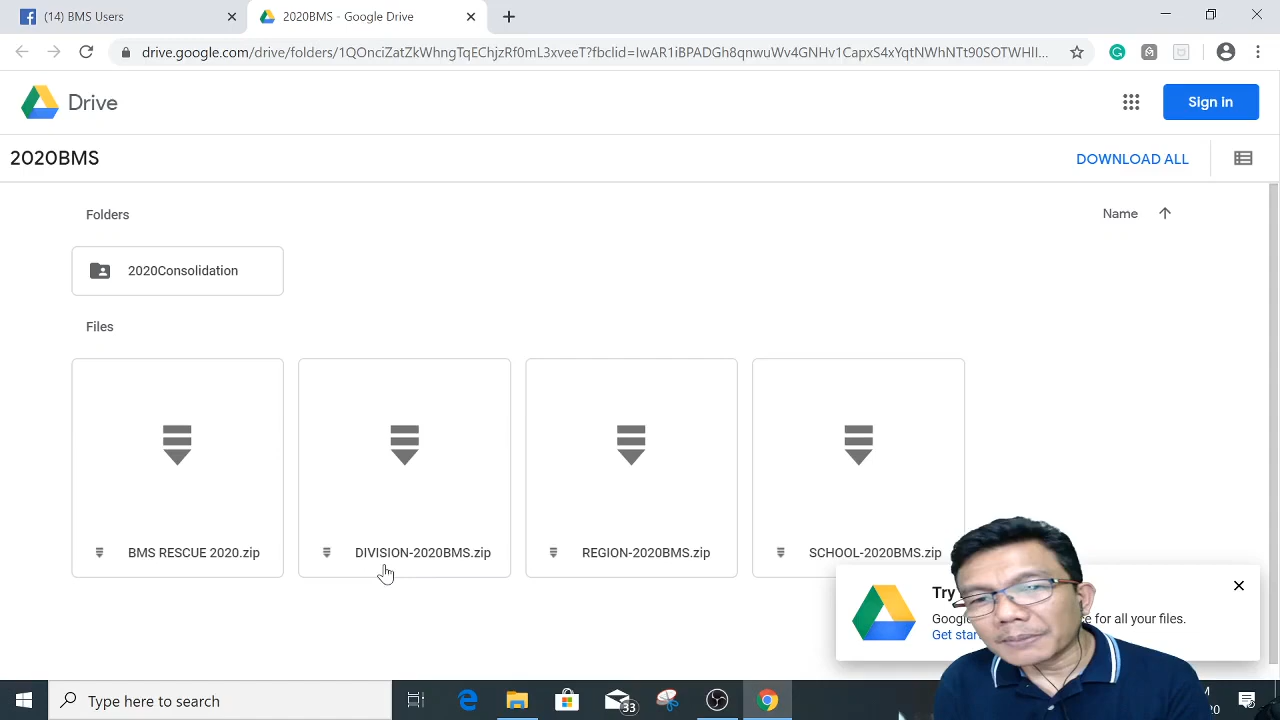 (14) BMS Users
2020BMS - Google Drive
drive.google.com/drive/folders/1QOnciZatZkWhngTqEChjzRf0mL3xveeT?fbclid=IwAR1iBPADGh8qnwuWv4GNHv1CapxS4xYqtNWhNTt90SOTWHlI...
Drive
Sign in
2020BMS
DOWNLOAD ALL
Folders
Name
2020Consolidation
Files
BMS RESCUE 2020.zip
DIVISION-2020BMS.zip
REGION-2020BMS.zip
SCHOOL-2020BMS.zip
Try
for all your files.
Type here to search
33